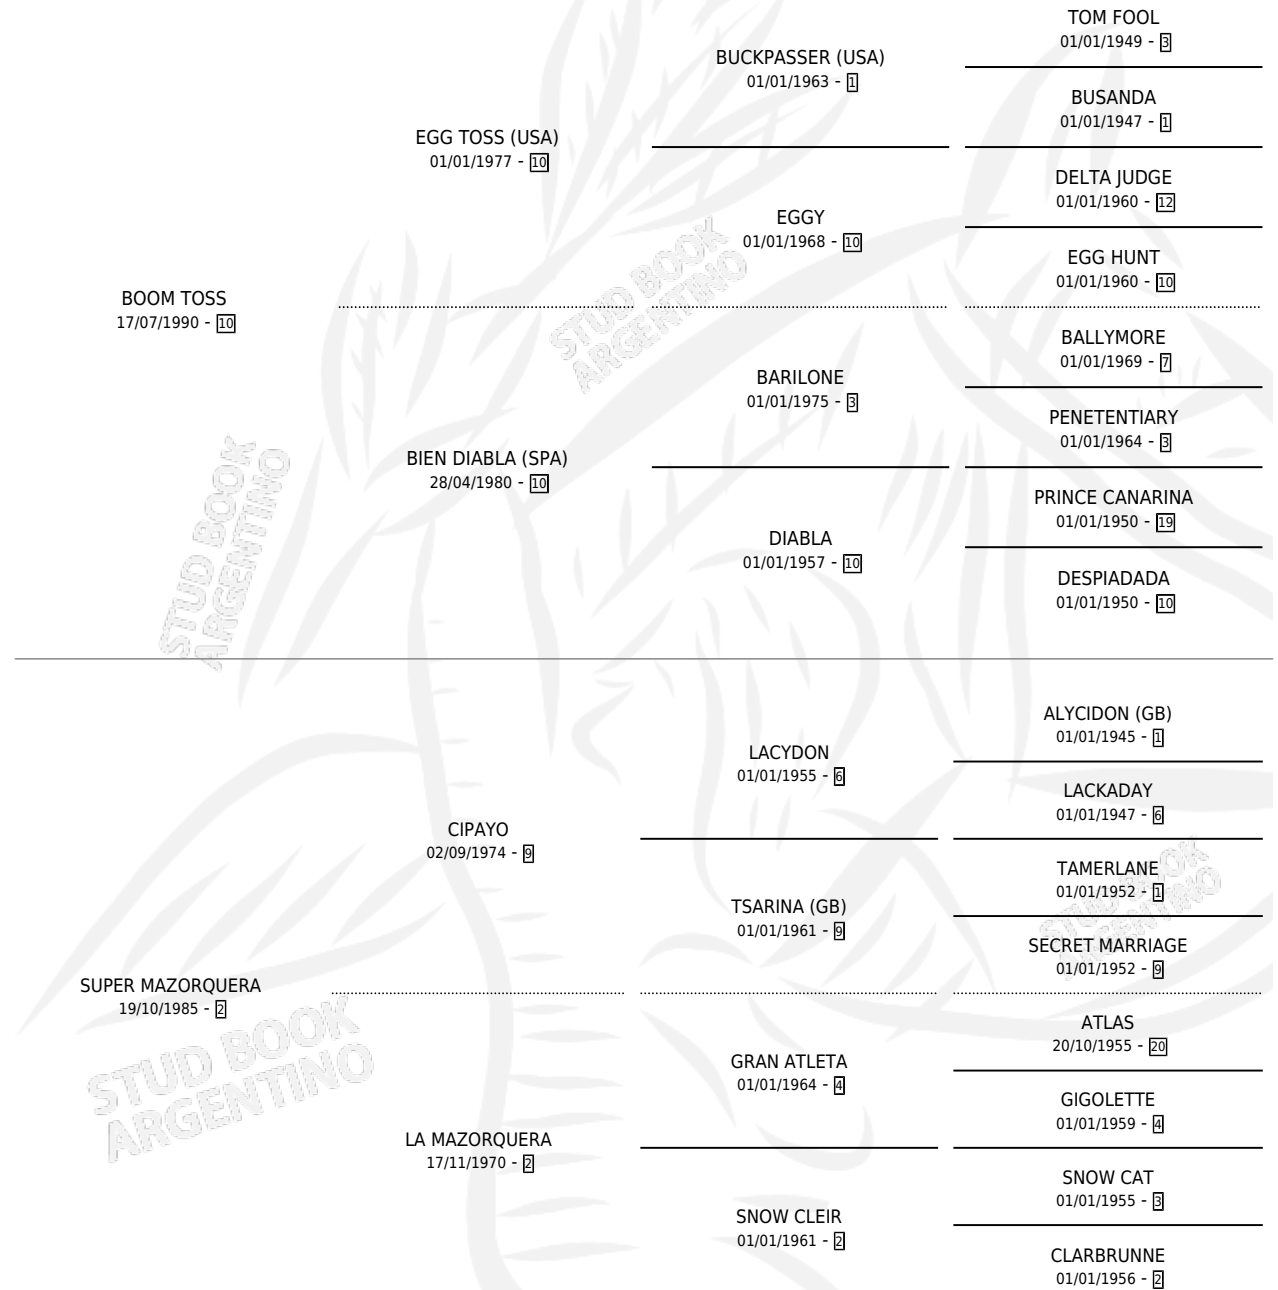 TOM FOOL
01/01/1949 - 3
BUCKPASSER (USA)
01/01/1963 - 1
BUSANDA
01/01/1947 - 1
EGG TOSS (USA)
01/01/1977 - 10
DELTA JUDGE
01/01/1960 - 12
EGGY
01/01/1968 - 10
EGG HUNT
01/01/1960 - 10
BOOM TOSS
17/07/1990 - 10
BALLYMORE
01/01/1969 - 7
BARILONE
01/01/1975 - 3
PENETENTIARY
01/01/1964 - 3
BIEN DIABLA (SPA)
28/04/1980 - 10
PRINCE CANARINA
01/01/1950 - 19
DIABLA
01/01/1957 - 10
DESPIADADA
01/01/1950 - 10
ALYCIDON (GB)
01/01/1945 - 1
LACYDON
01/01/1955 - 6
LACKADAY
01/01/1947 - 6
CIPAYO
02/09/1974 - 9
TAMERLANE
01/01/1952 - 1
TSARINA (GB)
01/01/1961 - 9
SECRET MARRIAGE
01/01/1952 - 9
SUPER MAZORQUERA
19/10/1985 - 2
ATLAS
20/10/1955 - 20
GRAN ATLETA
01/01/1964 - 4
GIGOLETTE
01/01/1959 - 4
LA MAZORQUERA
17/11/1970 - 2
SNOW CAT
01/01/1955 - 3
SNOW CLEIR
01/01/1961 - 2
CLARBRUNNE
01/01/1956 - 2
STUD BOOK
ARGENTINO
STUD BOOK
ARGENTINO
STUD BOOK
ARGENTINO
STUD BOOK
ARGENTINO